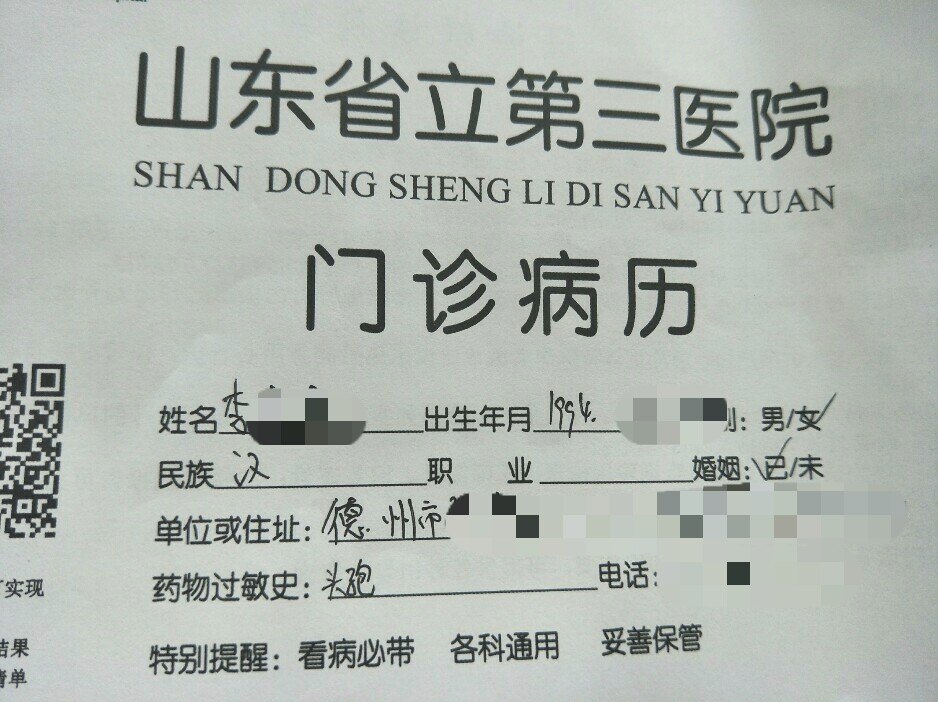 山东省立第三医院
SHAN DONG SHENG LI DI SAN YI YUAN
门诊病历
姓名 李 出生年月 1994. 别: 男/女✓
民族 汉 职 业 婚姻: 已✓/未
单位或住址: 德州市
药物过敏史: 头孢 电话:
特别提醒: 看病必带 各科通用 妥善保管
实现
结果
清单